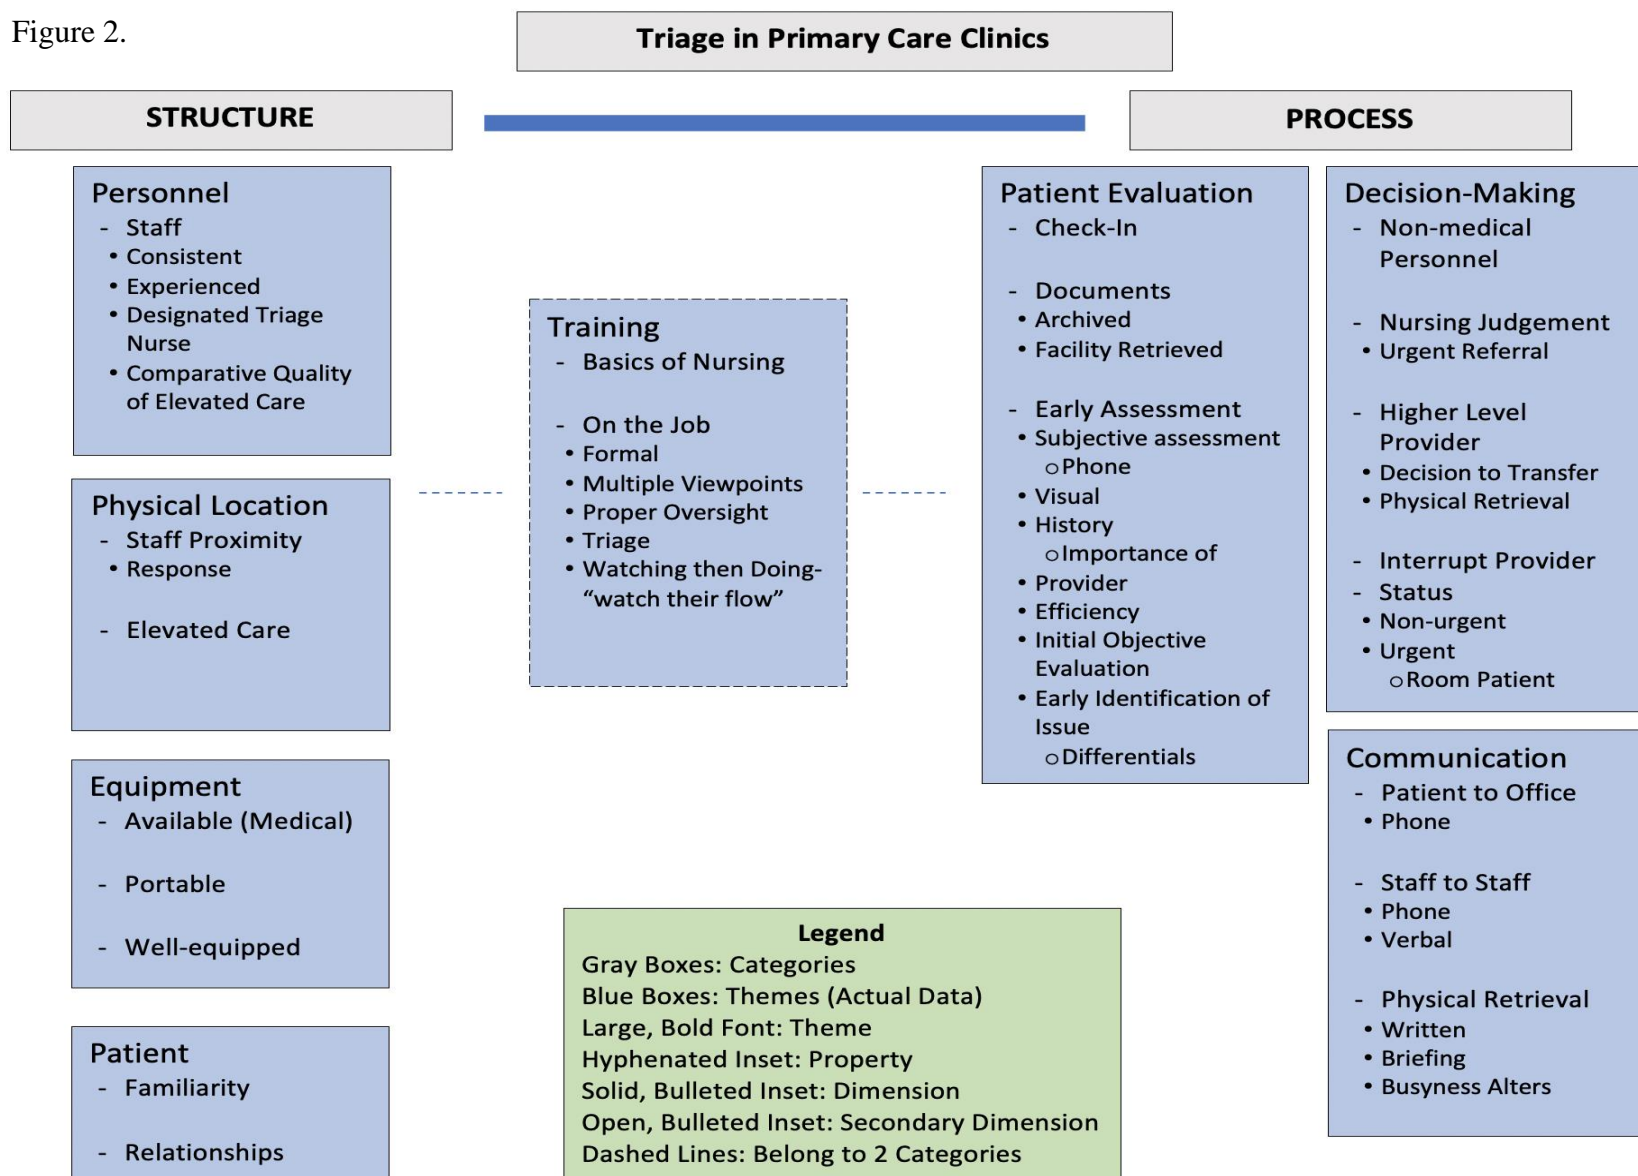 Figure 2.
Triage in Primary Care Clinics
STRUCTURE
PROCESS
Personnel
- Staff
• Consistent
• Experienced
• Designated Triage
Nurse
• Comparative Quality
of Elevated Care
Physical Location
- Staff Proximity
• Response
- Elevated Care
Equipment
- Available (Medical)
- Portable
- Well-equipped
Patient
- Familiarity
- Relationships
Training
- Basics of Nursing
- On the Job
• Formal
• Multiple Viewpoints
• Proper Oversight
• Triage
• Watching then Doing-
“watch their flow”
Patient Evaluation
- Check-In
- Documents
• Archived
• Facility Retrieved
- Early Assessment
• Subjective assessment
○ Phone
• Visual
• History
○ Importance of
• Provider
• Efficiency
• Initial Objective
Evaluation
• Early Identification of
Issue
○ Differentials
Decision-Making
- Non-medical
Personnel
- Nursing Judgement
• Urgent Referral
- Higher Level
Provider
• Decision to Transfer
• Physical Retrieval
- Interrupt Provider
- Status
• Non-urgent
• Urgent
○ Room Patient
Communication
- Patient to Office
• Phone
- Staff to Staff
• Phone
• Verbal
- Physical Retrieval
• Written
• Briefing
• Busyness Alters
Legend
Gray Boxes: Categories
Blue Boxes: Themes (Actual Data)
Large, Bold Font: Theme
Hyphenated Inset: Property
Solid, Bulleted Inset: Dimension
Open, Bulleted Inset: Secondary Dimension
Dashed Lines: Belong to 2 Categories